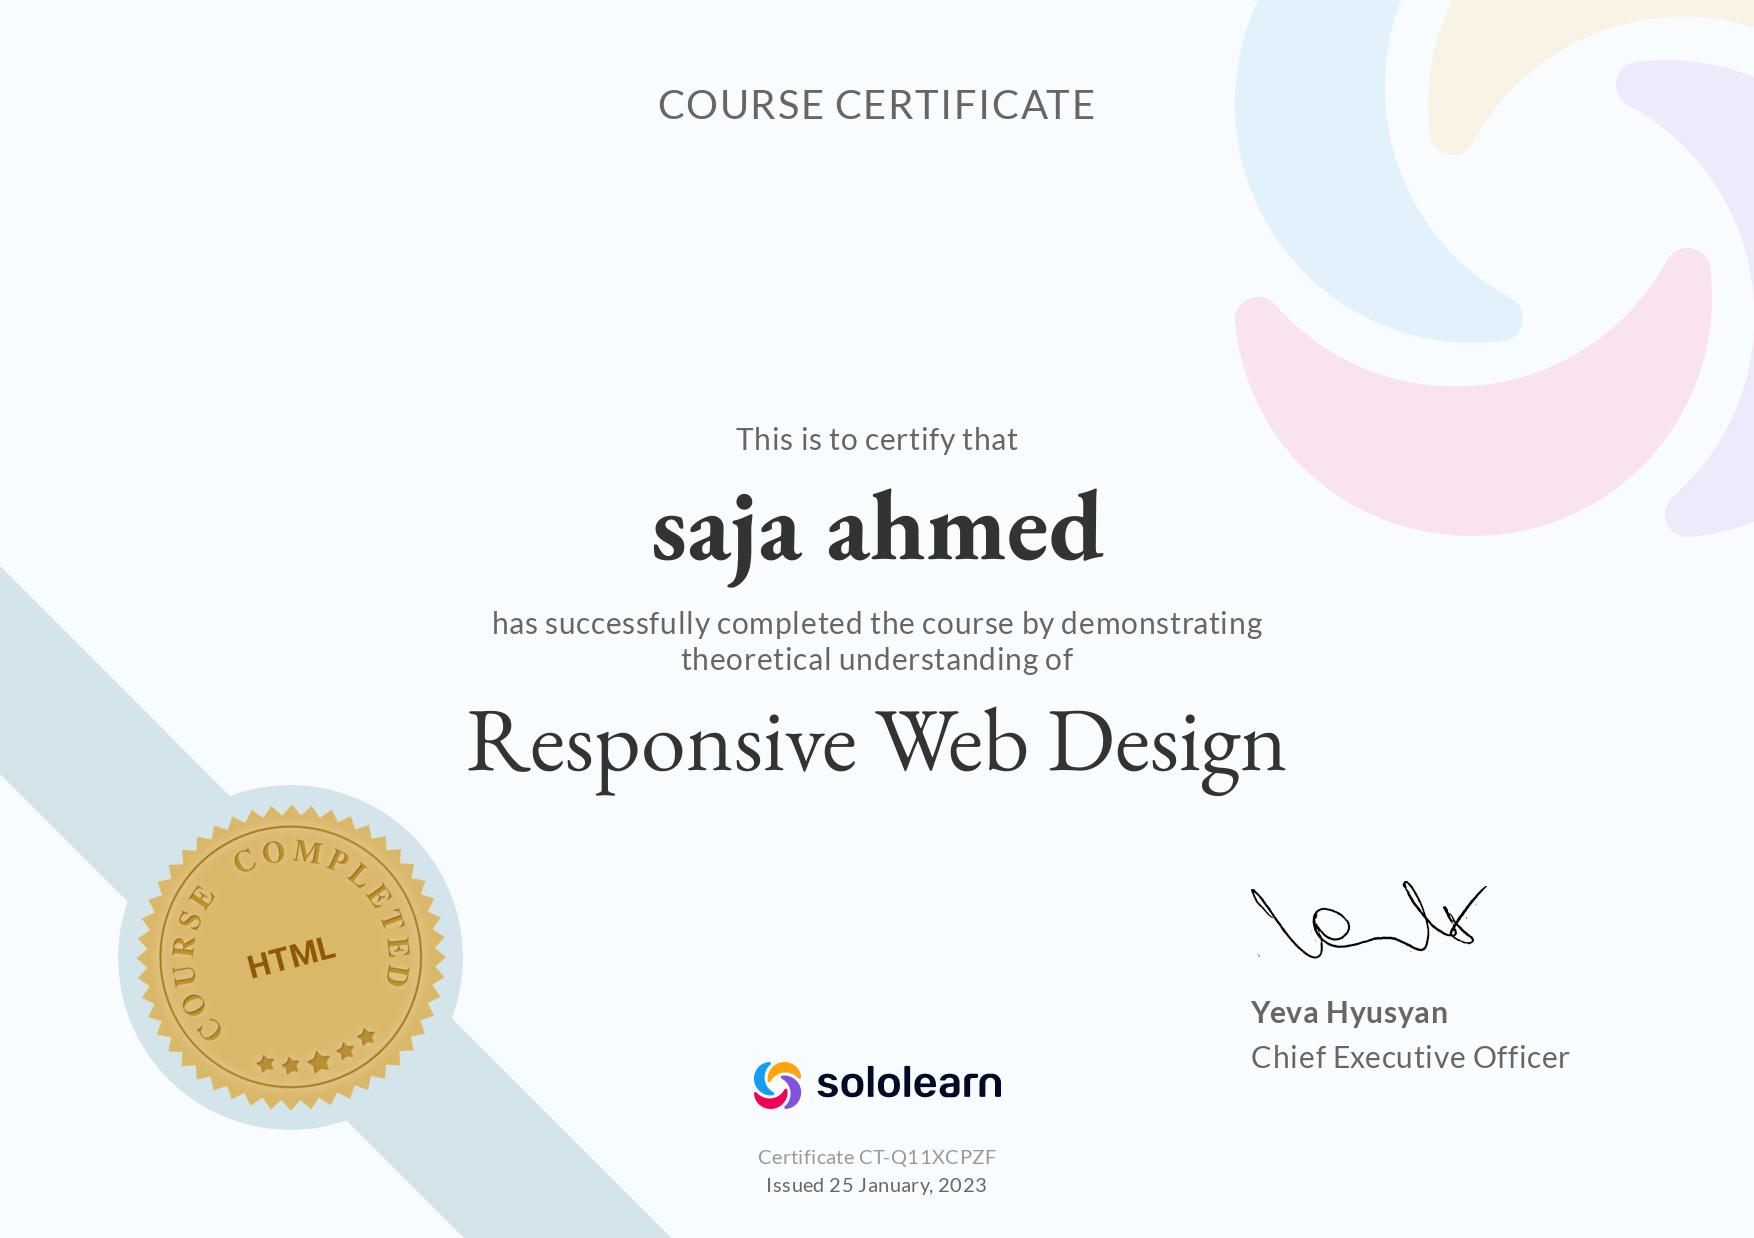 COURSE CERTIFICATE
This is to certify that
saja ahmed
has successfully completed the course by demonstrating
theoretical understanding of
Responsive Web Design
COURSE COMPLETED
HTML
Yeva Hyusyan
Chief Executive Officer
sololearn
Certificate CT-Q11XCPZF
Issued 25 January, 2023